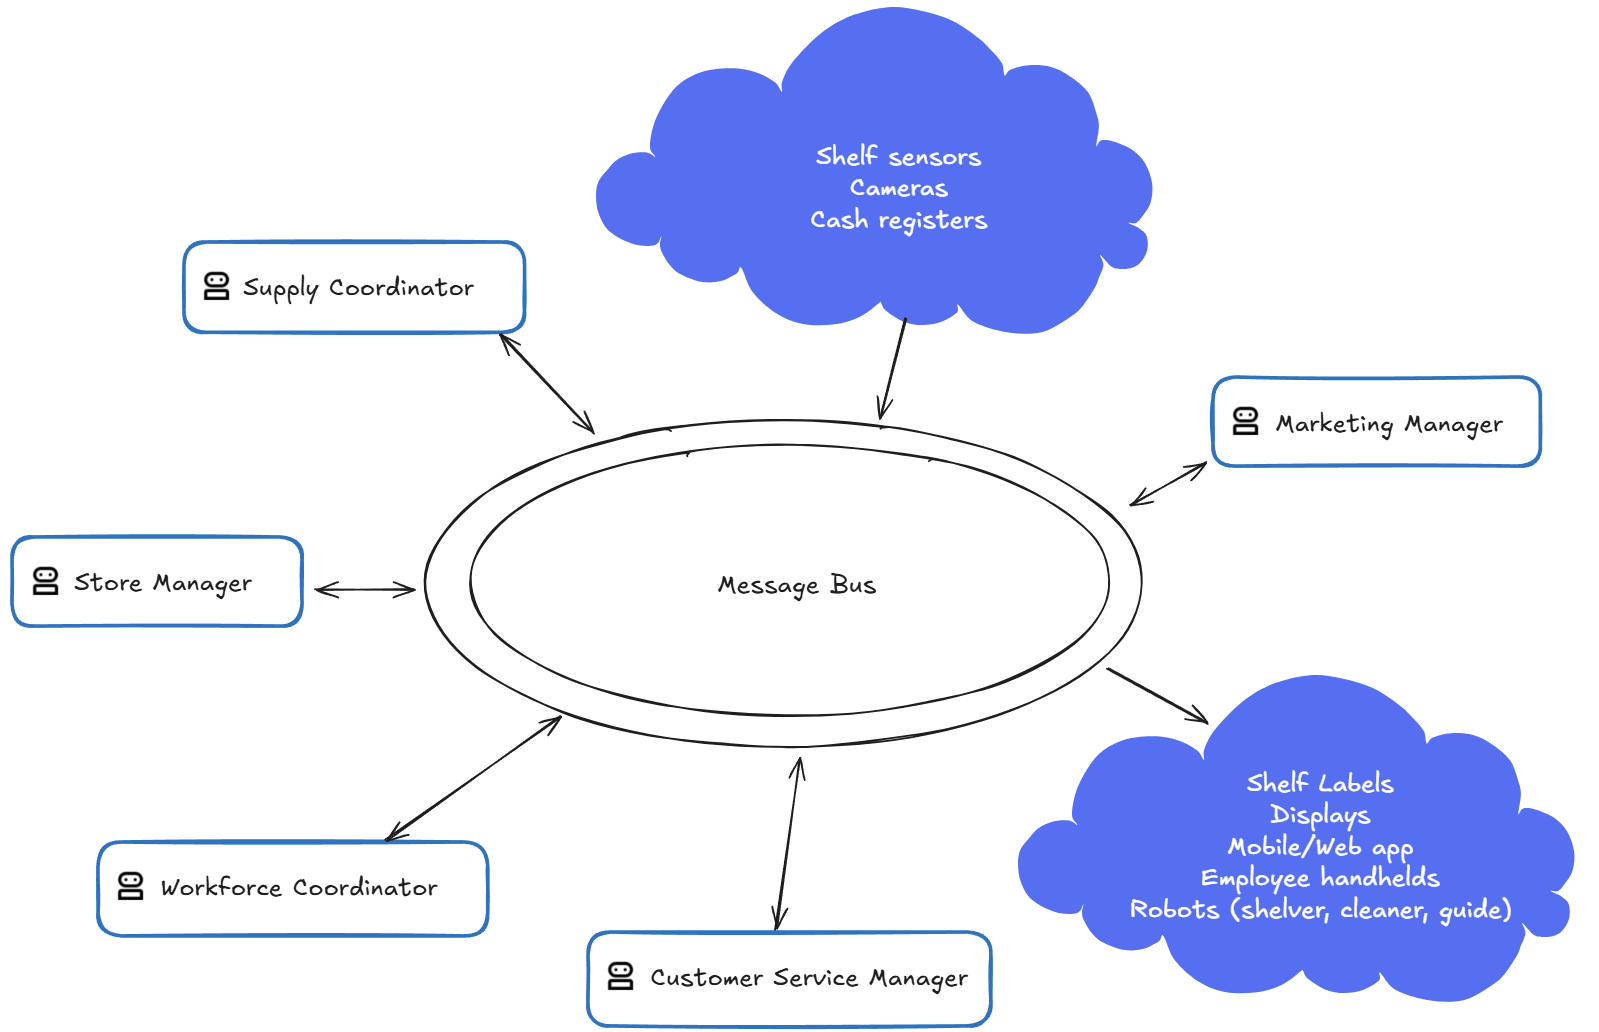 Shelf sensors
Cameras
Cash registers
Supply Coordinator
Marketing Manager
Store Manager
Message Bus
Shelf Labels
Displays
Mobile/Web app
Employee handhelds
Robots (shelver, cleaner, guide)
Workforce Coordinator
Customer Service Manager